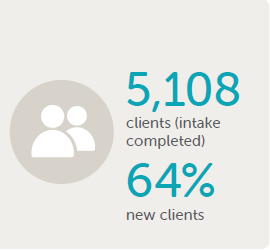 5,108
clients (intake
completed)
64%
new clients